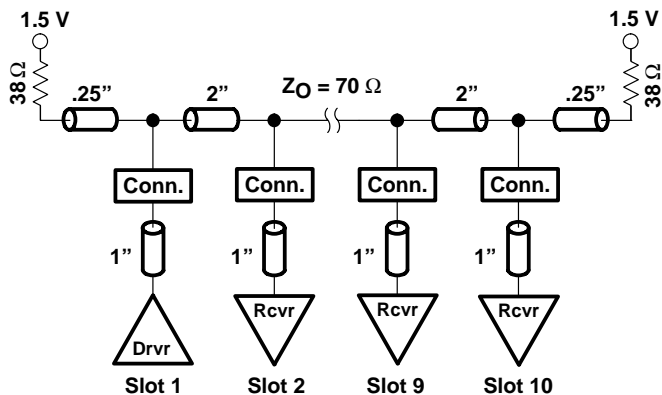 1.5 V
1.5 V
38 Ω
38 Ω
.25”
2”
ZO = 70 Ω
2”
.25”
Conn.
Conn.
Conn.
Conn.
1”
1”
1”
1”
Drvr
Rcvr
Rcvr
Rcvr
Slot 1
Slot 2
Slot 9
Slot 10